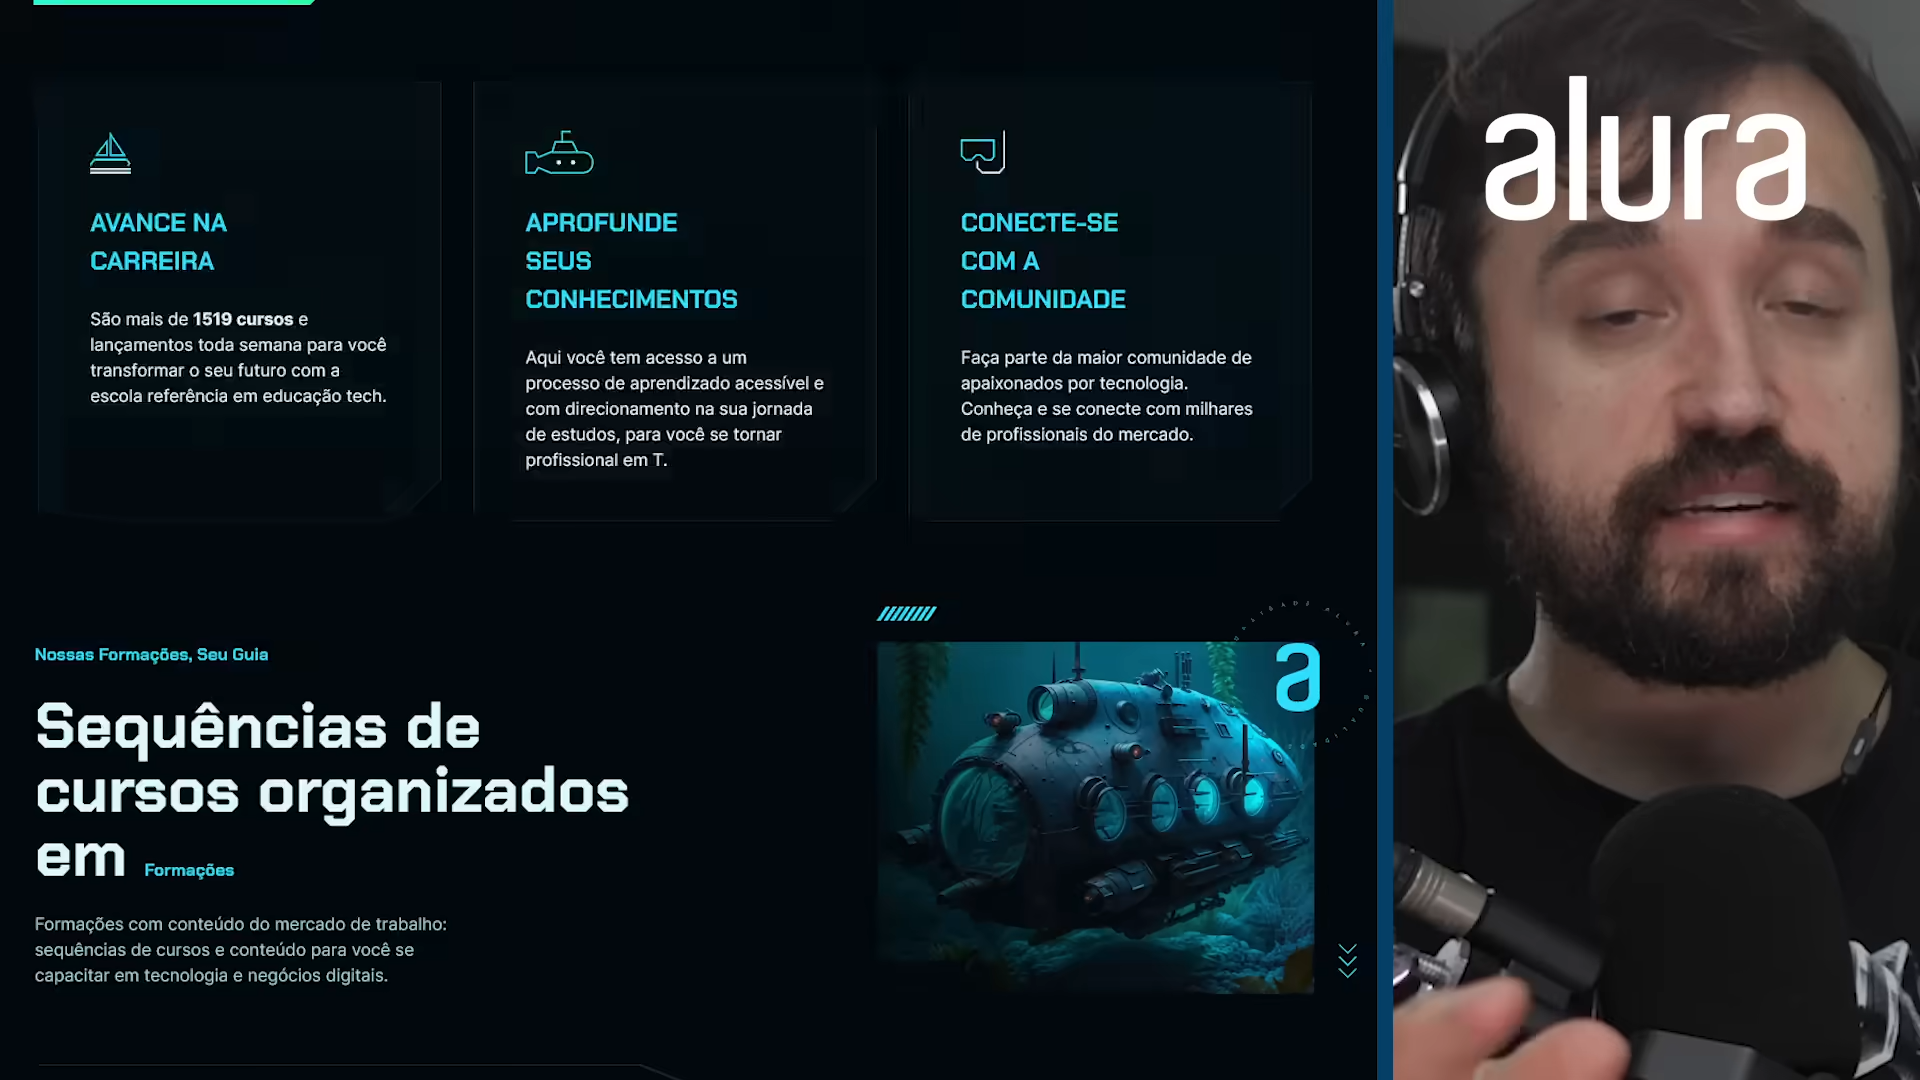 AVANCE NA
CARREIRA
São mais de 1519 cursos e
lançamentos toda semana para você
transformar o seu futuro com a
escola referência em educação tech.
APROFUNDE
SEUS
CONHECIMENTOS
Aqui você tem acesso a um
processo de aprendizado acessível e
com direcionamento na sua jornada
de estudos, para você se tornar
profissional em T.
CONECTE-SE
COM A
COMUNIDADE
Faça parte da maior comunidade de
apaixonados por tecnologia.
Conheça e se conecte com milhares
de profissionais do mercado.
alura
Nossas Formações, Seu Guia
Sequências de
cursos organizados
em Formações
Formações com conteúdo do mercado de trabalho:
sequências de cursos e conteúdo para você se
capacitar em tecnologia e negócios digitais.
a